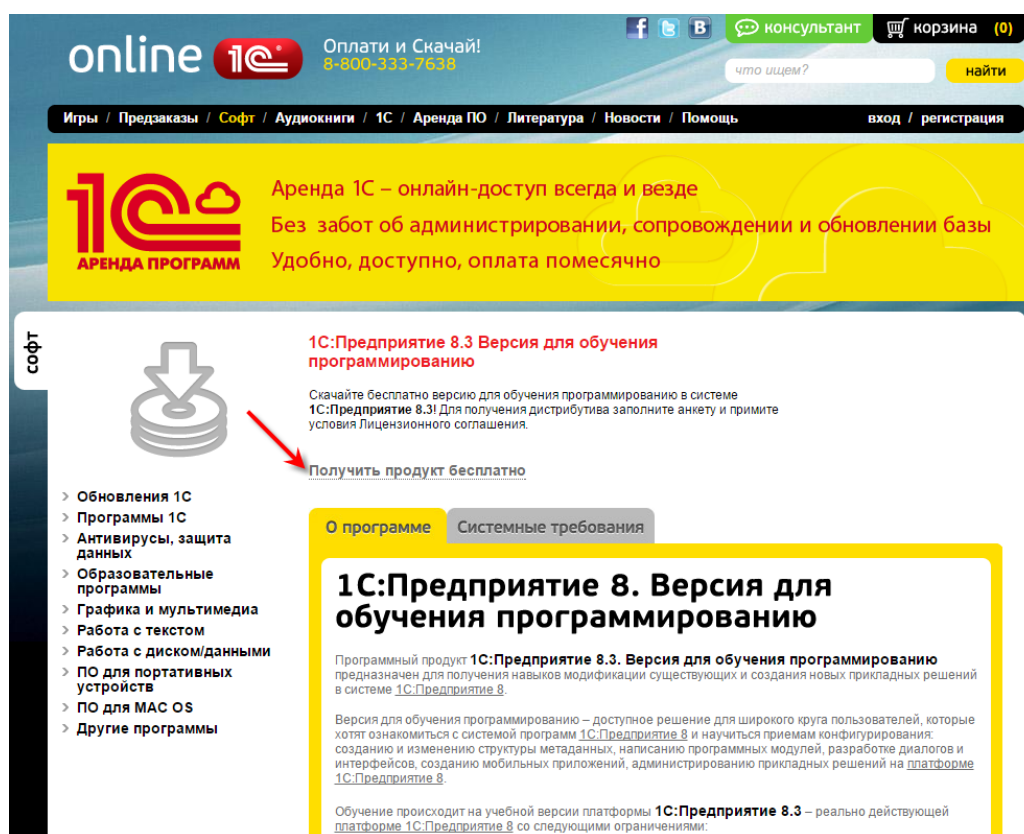 online 1С
Оплати и Скачай!
8-800-333-7638
консультант
корзина (0)
что ищем?
найти
Игры / Предзаказы / Софт / Аудиокниги / 1С / Аренда ПО / Литература / Новости / Помощь
вход / регистрация
1С
АРЕНДА ПРОГРАММ
Аренда 1С – онлайн-доступ всегда и везде
Без забот об администрировании, сопровождении и обновлении базы
Удобно, доступно, оплата помесячно
софт
1С:Предприятие 8.3 Версия для обучения
программированию
Скачайте бесплатно версию для обучения программированию в системе
1С:Предприятие 8.3! Для получения дистрибутива заполните анкету и примите
условия Лицензионного соглашения.
Получить продукт бесплатно
Обновления 1С
Программы 1С
Антивирусы, защита
данных
Образовательные
программы
Графика и мультимедиа
Работа с текстом
Работа с диском/данными
ПО для портативных
устройств
ПО для MAC OS
Другие программы
О программе
Системные требования
1С:Предприятие 8. Версия для
обучения программированию
Программный продукт 1С:Предприятие 8.3. Версия для обучения программированию
предназначен для получения навыков модификации существующих и создания новых прикладных решений
в системе 1С:Предприятие 8.
Версия для обучения программированию – доступное решение для широкого круга пользователей, которые
хотят ознакомиться с системой программ 1С:Предприятие 8 и научиться приемам конфигурирования:
созданию и изменению структуры метаданных, написанию программных модулей, разработке диалогов и
интерфейсов, созданию мобильных приложений, администрированию прикладных решений на платформе
1С:Предприятие 8.
Обучение происходит на учебной версии платформы 1С:Предприятие 8.3 – реально действующей
платформе 1С:Предприятие 8 со следующими ограничениями: